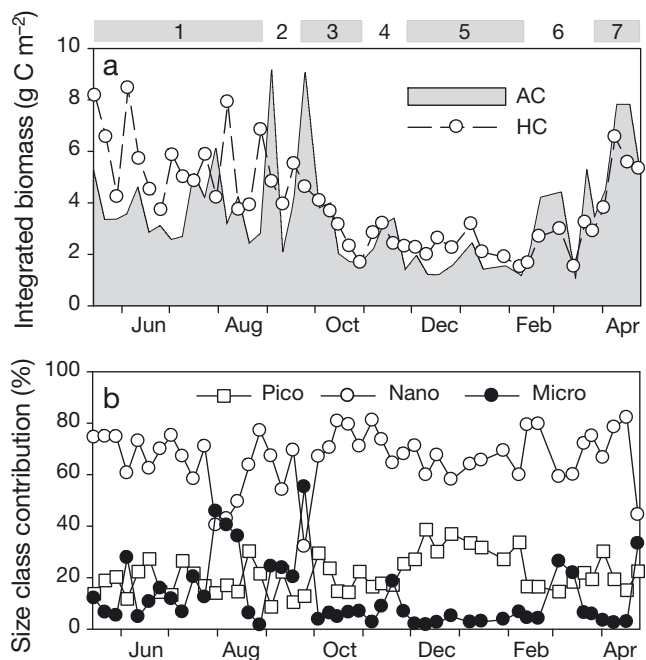 1 2 3 4 5 6 7
Integrated biomass (g C m⁻²)
10
8
6
4
2
0
a
AC
HC
Jun Aug Oct Dec Feb Apr
Size class contribution (%)
100
80
60
40
20
0
b
Pico Nano Micro
Jun Aug Oct Dec Feb Apr